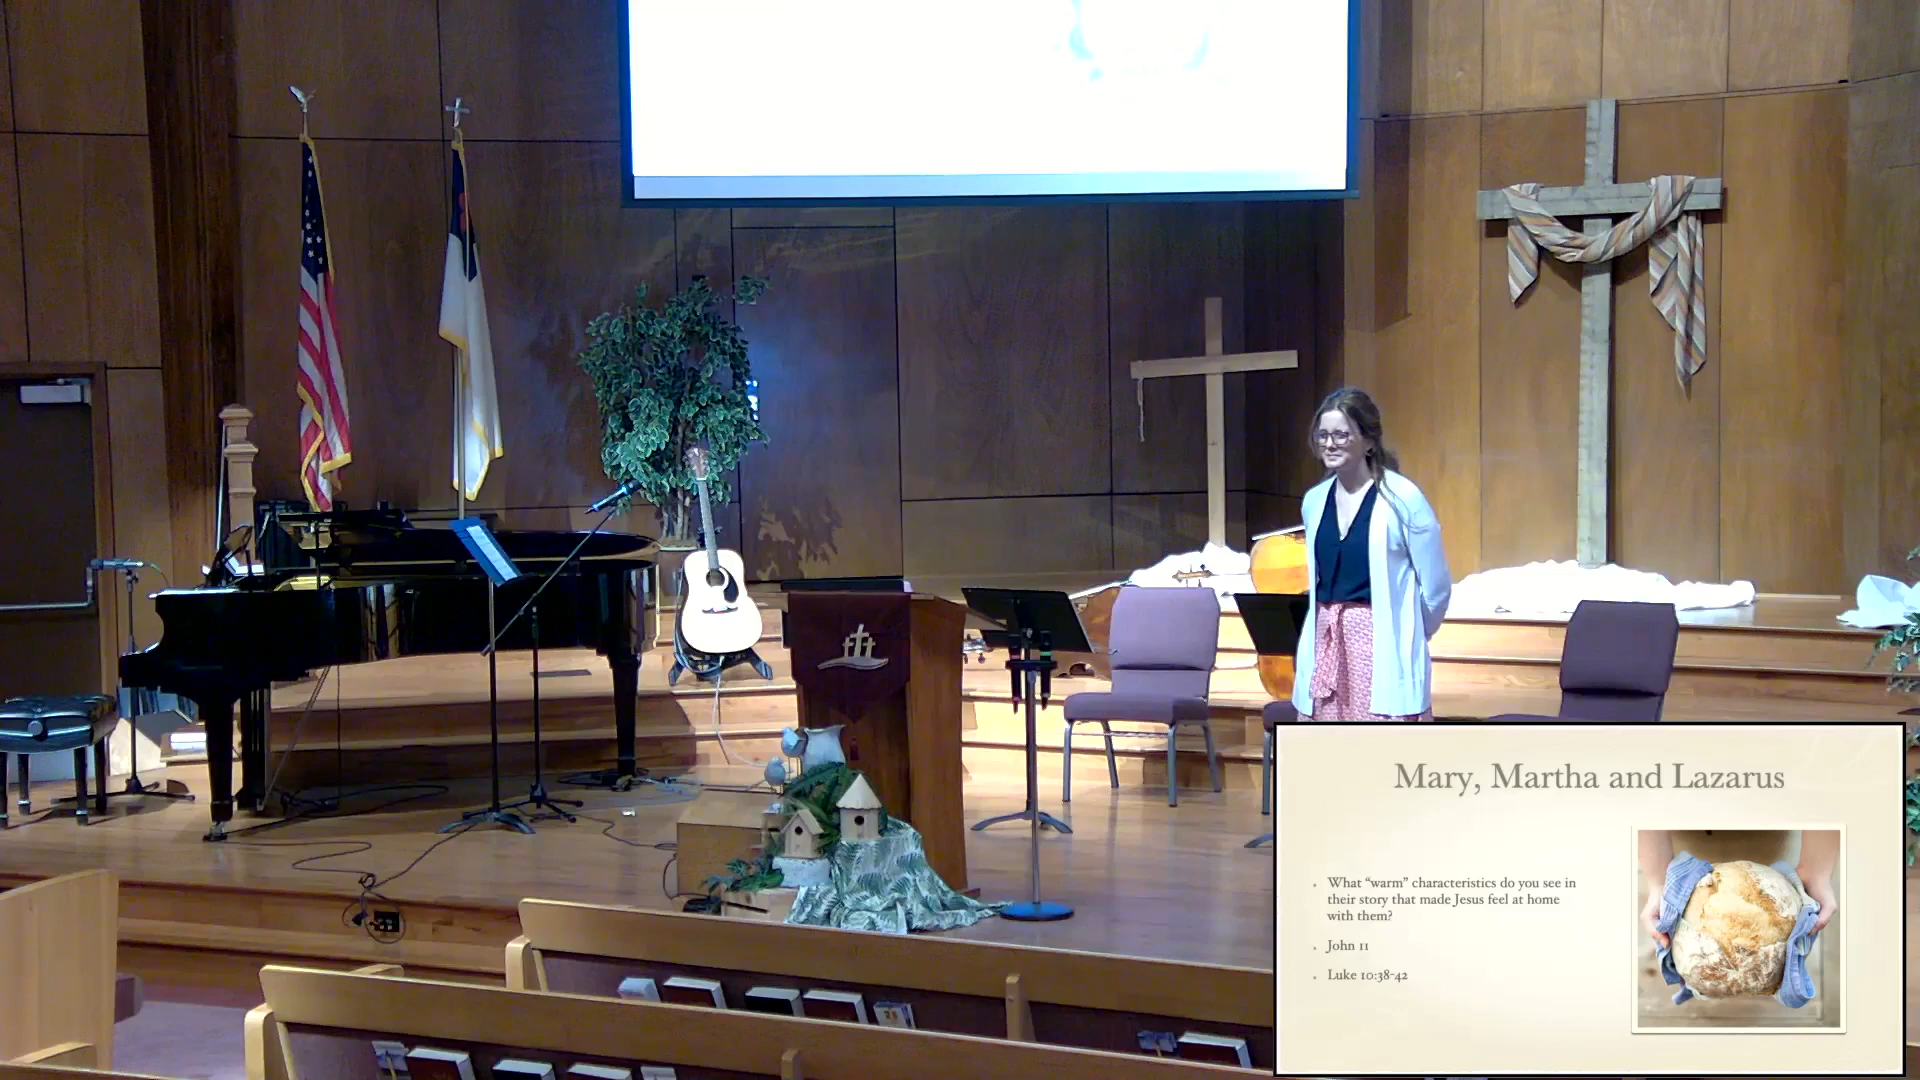 Mary, Martha and Lazarus
What “warm” characteristics do you see in
their story that made Jesus feel at home
with them?
John 11
Luke 10:38-42